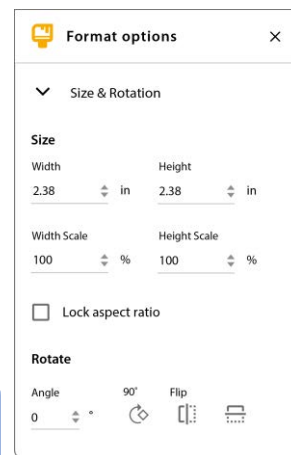 Format options
Size & Rotation
Size
Width Height
2.38 in 2.38 in
Width Scale Height Scale
100 % 100 %
Lock aspect ratio
Rotate
Angle 90° Flip
0 °